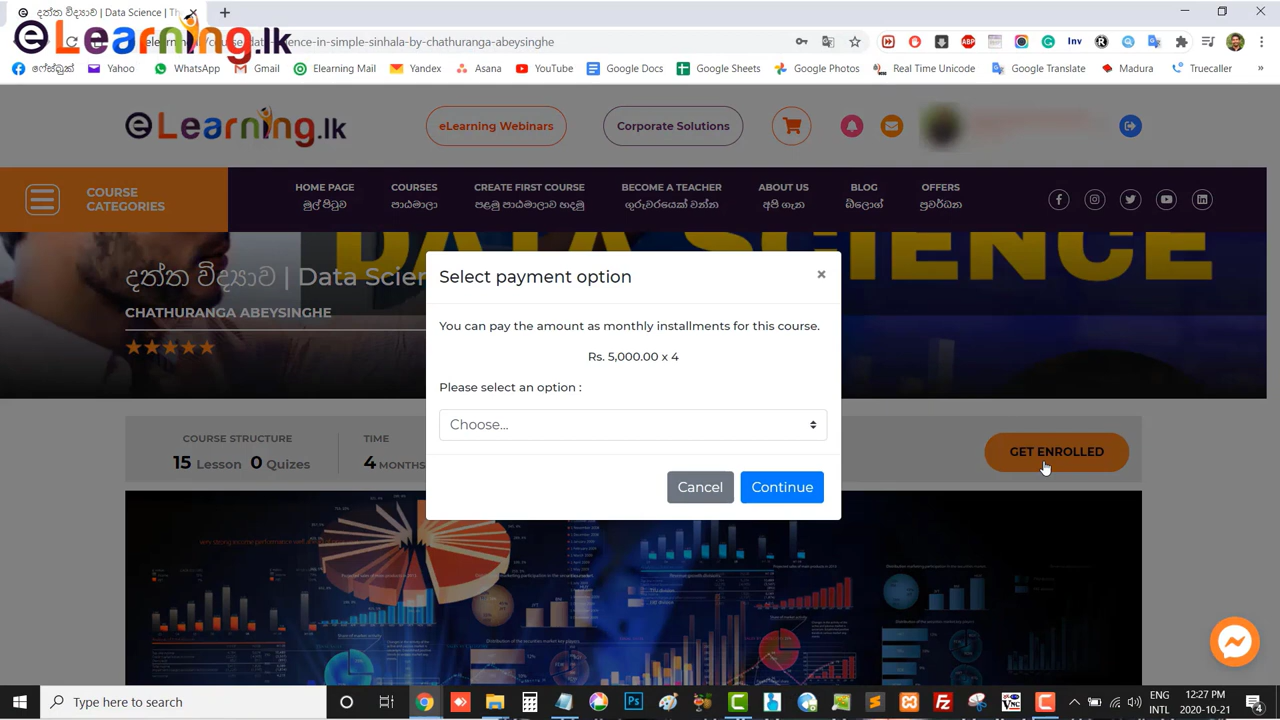 දත්ත විද්‍යාව | Data Science | Th
eLearning.lk
course/data-science-in-simple-sinhala-by-chathuranga-abeysinghe
ෆේස්බුක් Yahoo WhatsApp Gmail Elearning Mail Yandex Asana YouTube Google Docs Google Sheets Google Photos Real Time Unicode Google Translate Madura Truecaller »
eLearning.lk eLearning Webinars Corporate Solutions
COURSE CATEGORIES
HOME PAGE COURSES CREATE FIRST COURSE BECOME A TEACHER ABOUT US BLOG OFFERS
මුල් පිටුව පාඨමාලා පළමු පාඨමාලාව හදමු ගුරුවරයෙක් වන්න අපි ගැන බ්ලොග් ප්‍රවර්ධන
DATA SCIENCE
දත්ත විද්‍යාව | Data Scien
CHATHURANGA ABEYSINGHE
Select payment option ×
You can pay the amount as monthly installments for this course.
Rs. 5,000.00 x 4
Please select an option :
Choose...
Cancel Continue
COURSE STRUCTURE TIME
15 Lesson 0 Quizes 4 MONTHS
GET ENROLLED
Type here to search
ENG 12:27 PM
INTL 2020-10-21